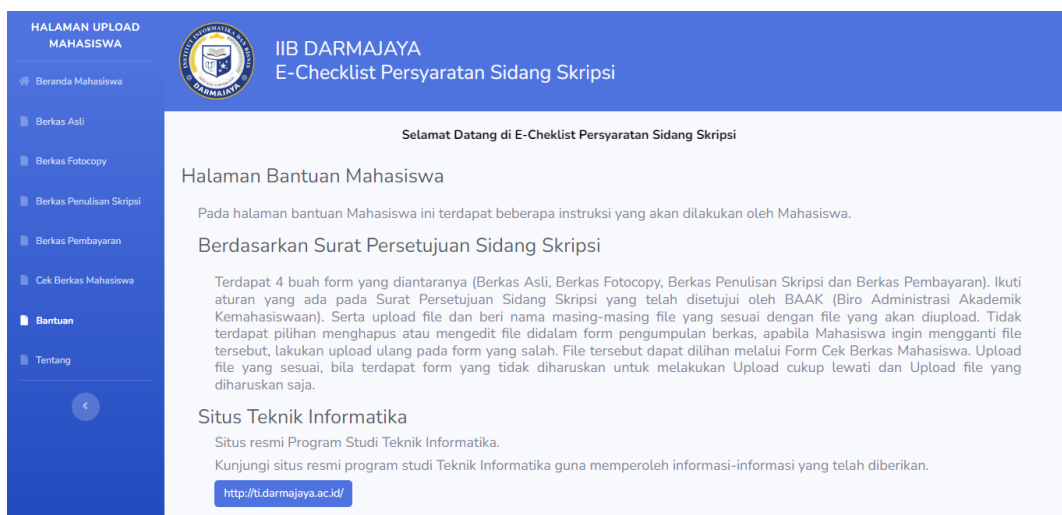 HALAMAN UPLOAD
MAHASISWA
Beranda Mahasiswa
Berkas Asli
Berkas Fotocopy
Berkas Penulisan Skripsi
Berkas Pembayaran
Cek Berkas Mahasiswa
Bantuan
Tentang
INSTITUT INFORMATIKA DAN BISNIS
DARMAJAYA
IIB DARMAJAYA
E-Checklist Persyaratan Sidang Skripsi
Selamat Datang di E-Cheklist Persyaratan Sidang Skripsi
Halaman Bantuan Mahasiswa
Pada halaman bantuan Mahasiswa ini terdapat beberapa instruksi yang akan dilakukan oleh Mahasiswa.
Berdasarkan Surat Persetujuan Sidang Skripsi
Terdapat 4 buah form yang diantaranya (Berkas Asli, Berkas Fotocopy, Berkas Penulisan Skripsi dan Berkas Pembayaran). Ikuti
aturan yang ada pada Surat Persetujuan Sidang Skripsi yang telah disetujui oleh BAAK (Biro Administrasi Akademik
Kemahasiswaan). Serta upload file dan beri nama masing-masing file yang sesuai dengan file yang akan diupload. Tidak
terdapat pilihan menghapus atau mengedit file didalam form pengumpulan berkas, apabila Mahasiswa ingin mengganti file
tersebut, lakukan upload ulang pada form yang salah. File tersebut dapat dilihan melalui Form Cek Berkas Mahasiswa. Upload
file yang sesuai, bila terdapat form yang tidak diharuskan untuk melakukan Upload cukup lewati dan Upload file yang
diharuskan saja.
Situs Teknik Informatika
Situs resmi Program Studi Teknik Informatika.
Kunjungi situs resmi program studi Teknik Informatika guna memperoleh informasi-informasi yang telah diberikan.
http://ti.darmajaya.ac.id/